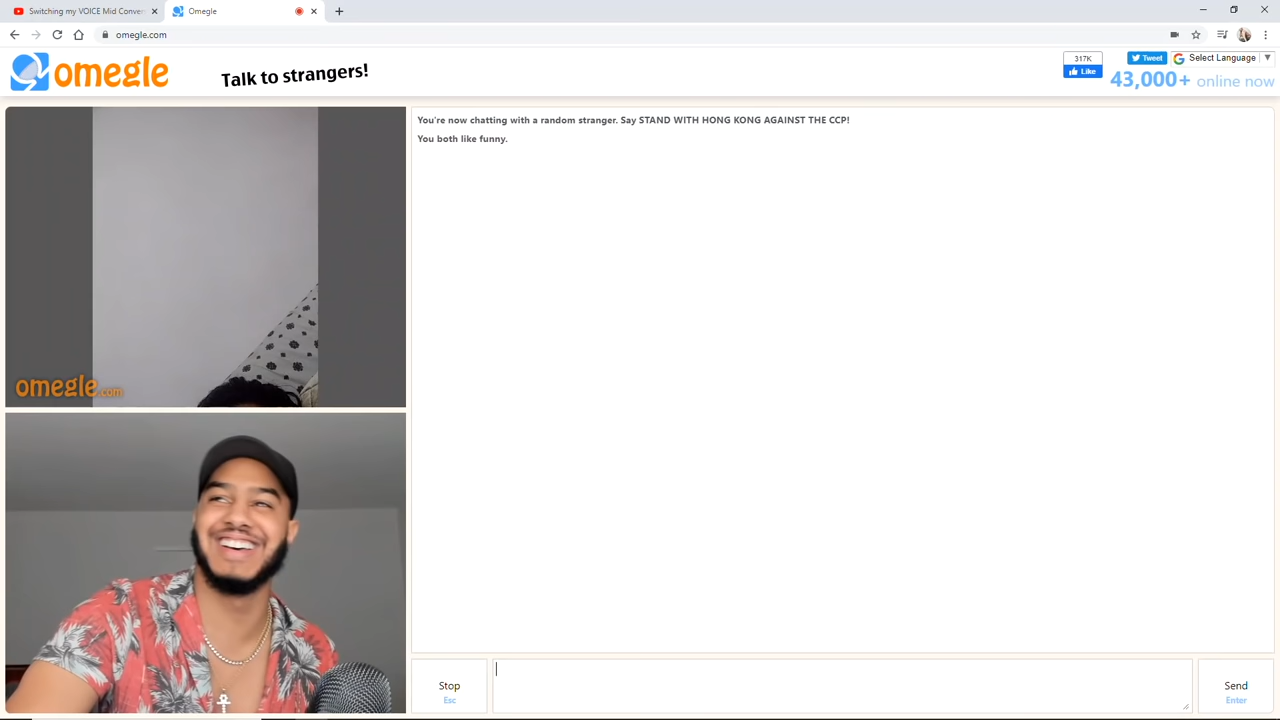 Switching my VOICE Mid Conver
Omegle
omegle.com
omegle
Talk to strangers!
317K
Like
Tweet
Select Language
43,000+ online now
You're now chatting with a random stranger. Say STAND WITH HONG KONG AGAINST THE CCP!
You both like funny.
omegle.com
Stop
Esc
Send
Enter